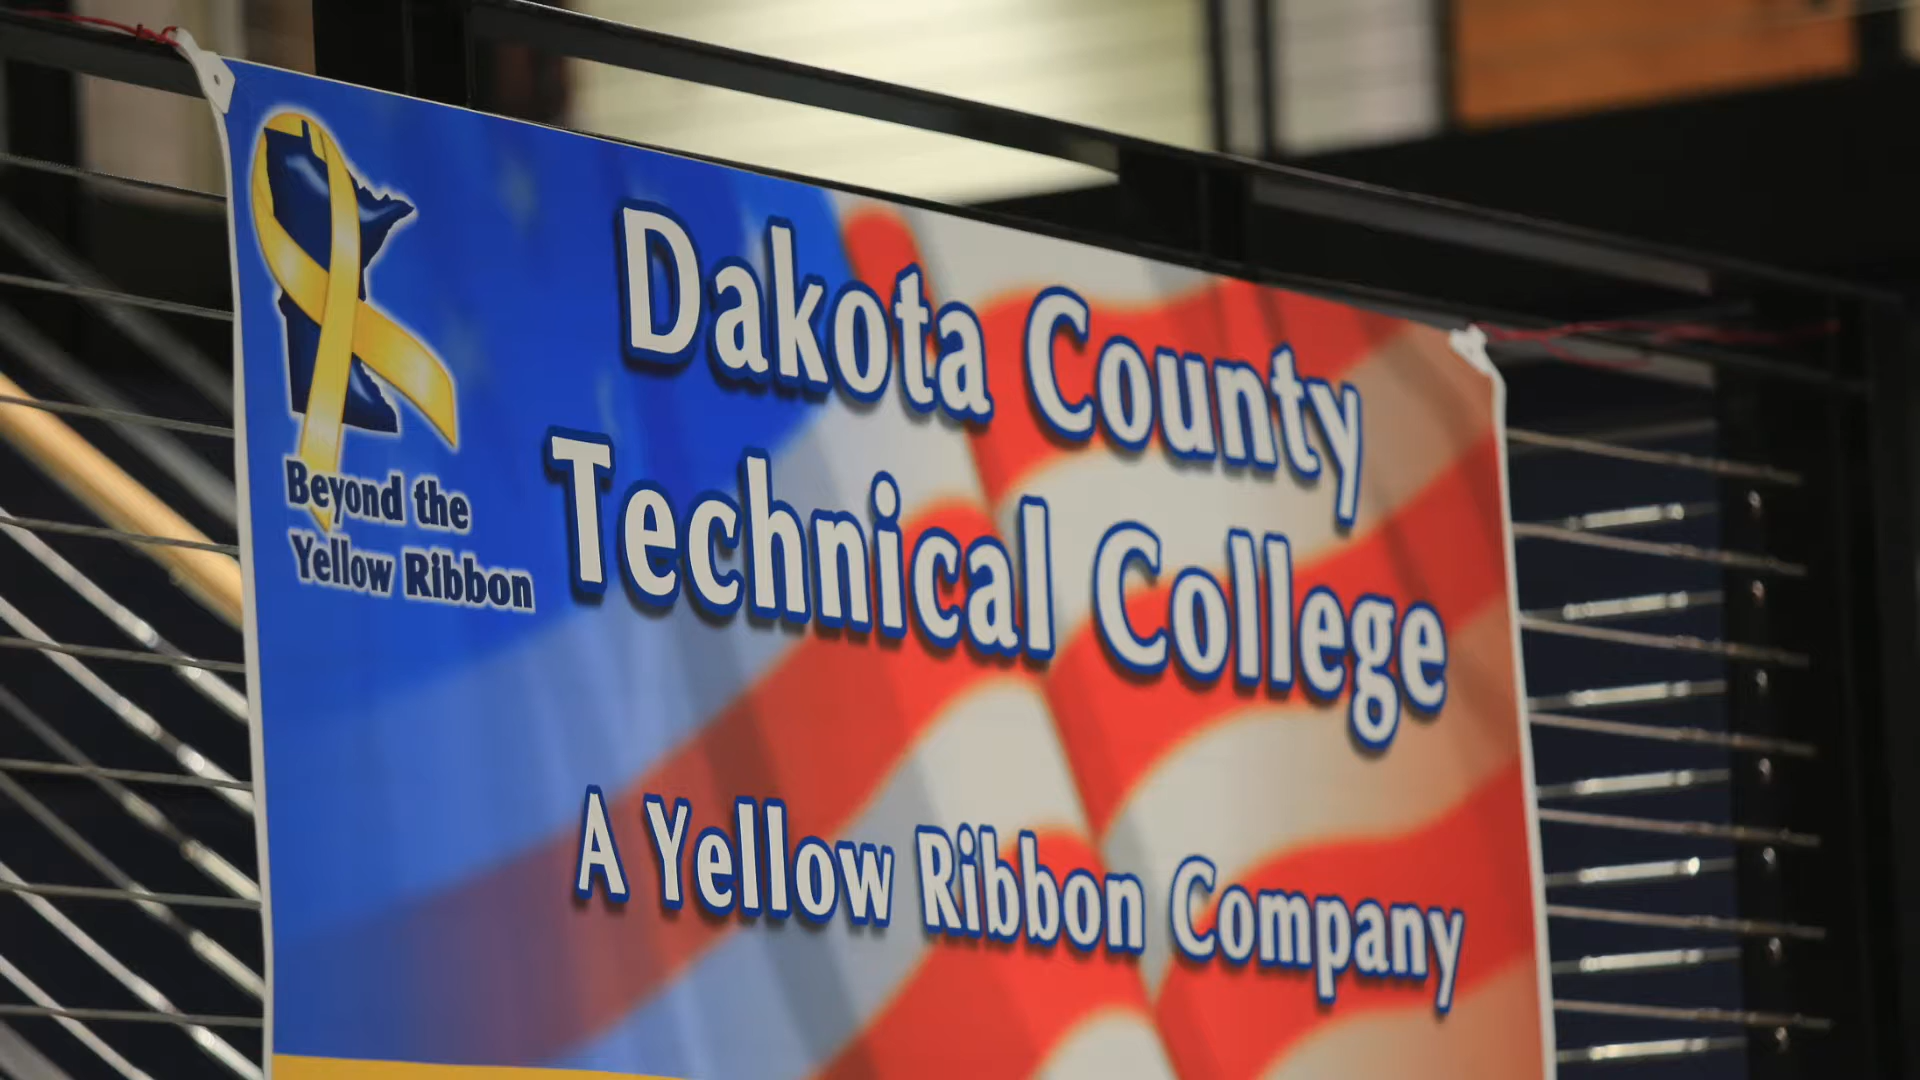 Dakota County
Technical College
A Yellow Ribbon Company
Beyond the
Yellow Ribbon